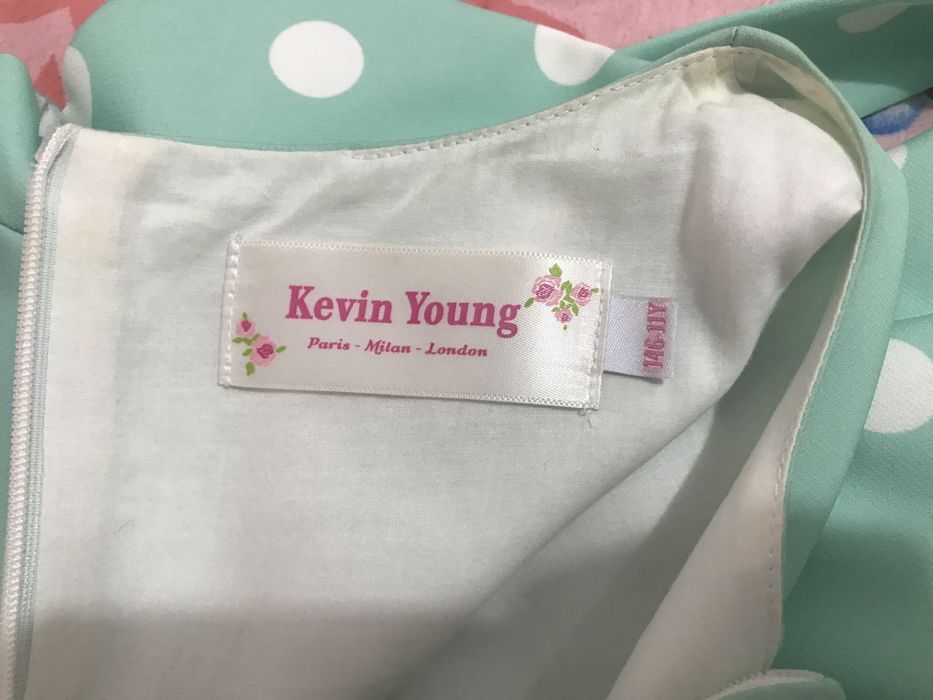 Kevin Young
Paris - Milan - London
146-11Y